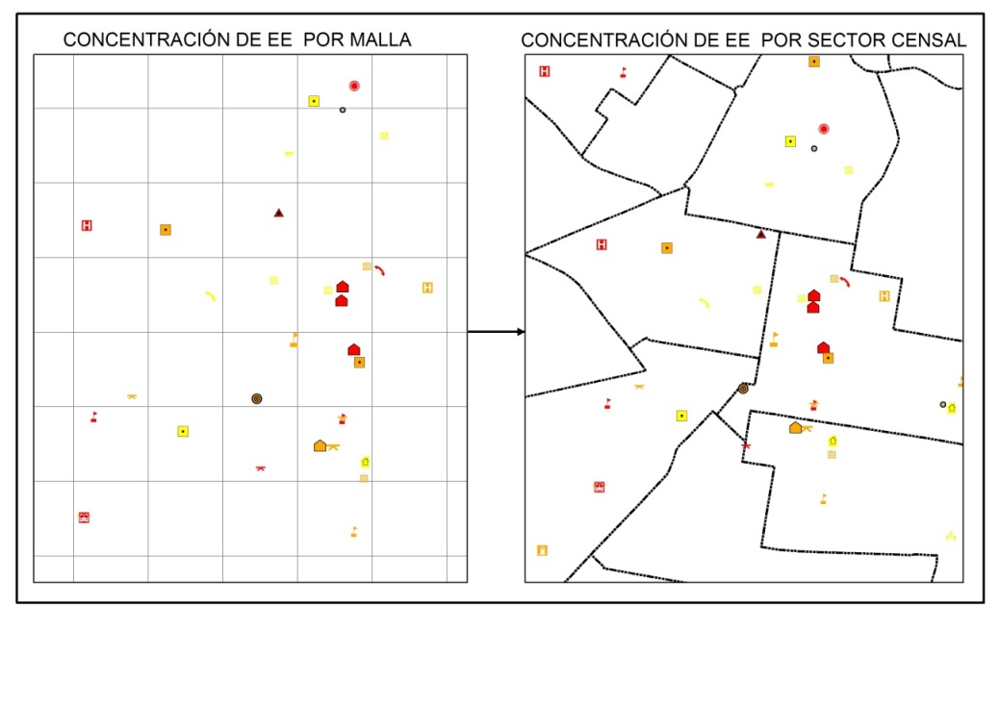 CONCENTRACIÓN DE EE POR MALLA
CONCENTRACIÓN DE EE POR SECTOR CENSAL
H
H
H
H
H